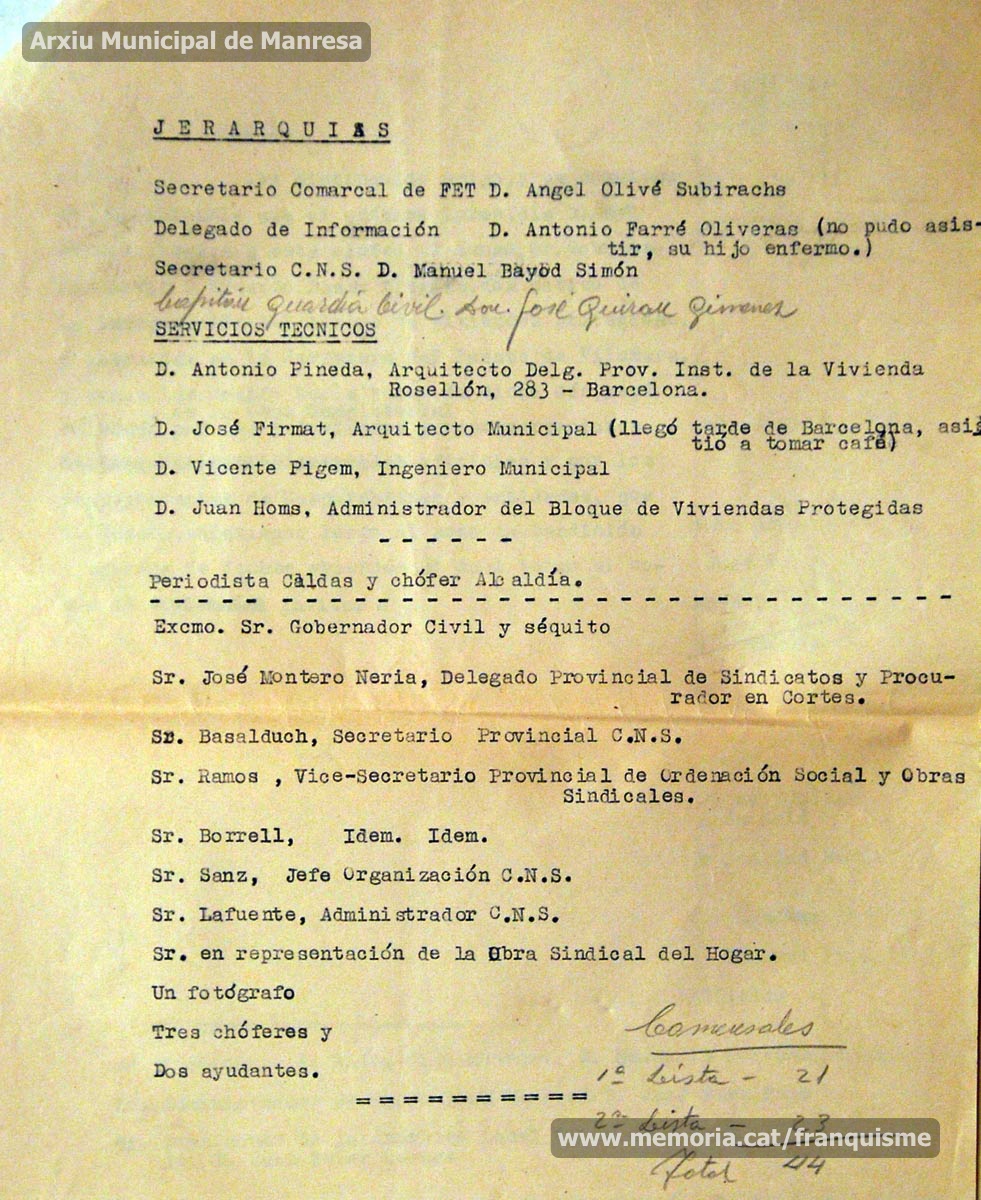 Arxiu Municipal de Manresa
JERARQUIAS
Secretario Comarcal de FET D. Angel Olivé Subirachs
Delegado de Información D. Antonio Farré Oliveras (no pudo asis-
tir, su hijo enfermo.)
Secretario C.N.S. D. Manuel Bayod Simón
Capitán Guardia Civil. Don José Quirau Gimenez
SERVICIOS TECNICOS
D. Antonio Pineda, Arquitecto Delg. Prov. Inst. de la Vivienda
Rosellón, 283 - Barcelona.
D. José Firmat, Arquitecto Municipal (llegó tarde de Barcelona, asis
tió a tomar café)
D. Vicente Pigem, Ingeniero Municipal
D. Juan Homs, Administrador del Bloque de Viviendas Protegidas
- - - - - -
Periodista Caldas y chófer Alcaldía.
Excmo. Sr. Gobernador Civil y séquito
Sr. José Montero Neria, Delegado Provincial de Sindicatos y Procu-
rador en Cortes.
Sr. Basalduch, Secretario Provincial C.N.S.
Sr. Ramos , Vice-Secretario Provincial de Ordenación Social y Obras
Sindicales.
Sr. Borrell, Idem. Idem.
Sr. Sanz, Jefe Organización C.N.S.
Sr. Lafuente, Administrador C.N.S.
Sr. en representación de la Obra Sindical del Hogar.
Un fotógrafo
Tres chóferes y
Dos ayudantes.
==========
Comensales
1ª Lista - 21
2ª Lista - 23
Total 44
www.memoria.cat/franquisme